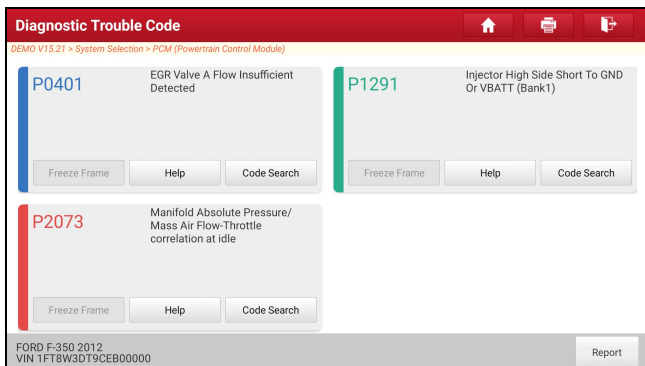 Diagnostic Trouble Code
DEMO V15.21 > System Selection > PCM (Powertrain Control Module)
P0401
EGR Valve A Flow Insufficient
Detected
Freeze Frame
Help
Code Search
P1291
Injector High Side Short To GND
Or VBATT (Bank1)
Freeze Frame
Help
Code Search
P2073
Manifold Absolute Pressure/
Mass Air Flow-Throttle
correlation at idle
Freeze Frame
Help
Code Search
FORD F-350 2012
VIN 1FT8W3DT9CEB00000
Report